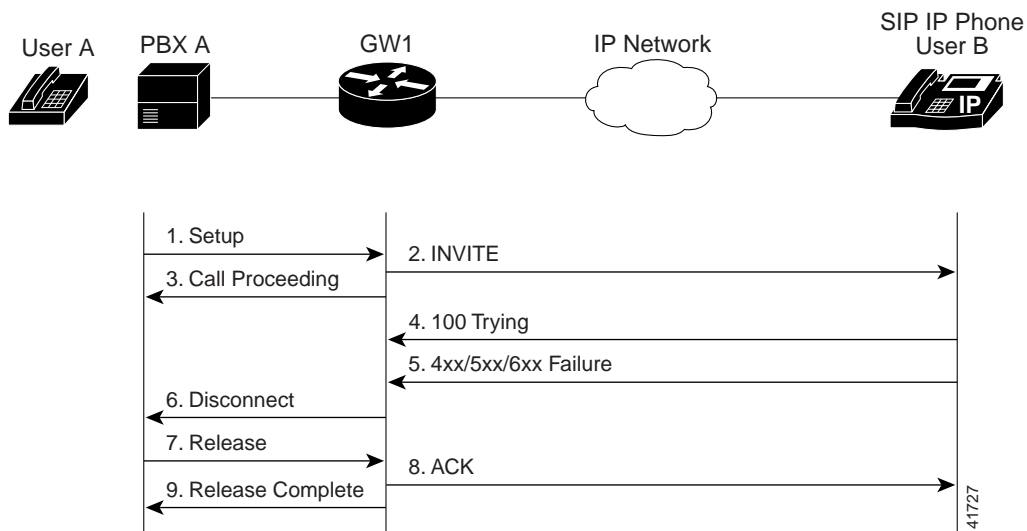 User A
PBX A
GW1
IP Network
SIP IP Phone
User B
IP
1. Setup
2. INVITE
3. Call Proceeding
4. 100 Trying
5. 4xx/5xx/6xx Failure
6. Disconnect
7. Release
8. ACK
9. Release Complete
41727